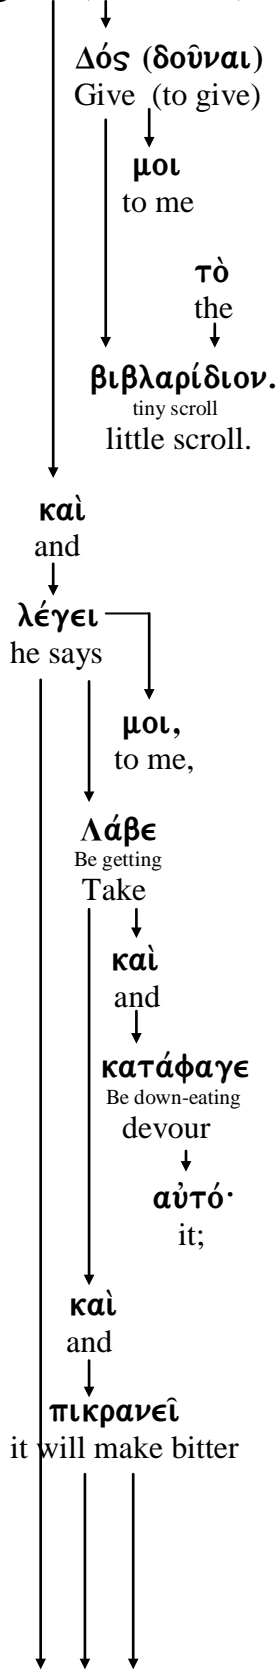 Δός (δοῦναι)
Give (to give)
μοι
to me
τὸ
the
βιβλαρίδιον.
tiny scroll
little scroll.
καὶ
and
λέγει
he says
μοι,
to me,
Λάβε
Be getting
Take
καὶ
and
κατάφαγε
Be down-eating
devour
αὐτό·
it;
καὶ
and
πικρανεῖ
it will make bitter